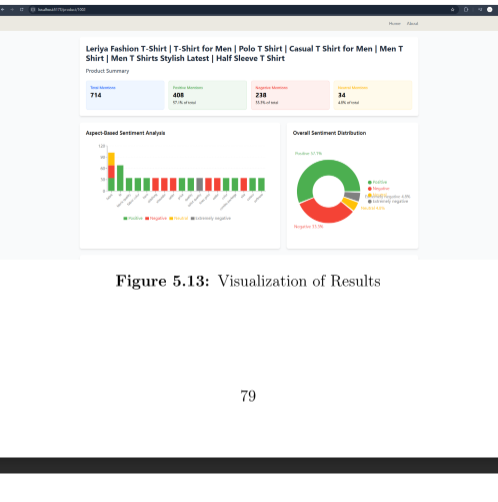 localhost:5173/product/1000
Home About
Leriya Fashion T-Shirt | T-Shirt for Men | Polo T Shirt | Casual T Shirt for Men | Men T
Shirt | Men T Shirts Stylish Latest | Half Sleeve T Shirt
Product Summary
Total Mentions
714
Positive Mentions
408
57.1% of total
Negative Mentions
238
33.3% of total
Neutral Mentions
34
4.8% of total
Aspect-Based Sentiment Analysis
120
90
60
30
0
Positive Negative Neutral Extremely negative
Overall Sentiment Distribution
Positive 57.1%
Negative 33.3%
Neutral 4.8%
Extremely Negative 4.8%
Positive
Negative
Extremely negative
Figure 5.13: Visualization of Results
79